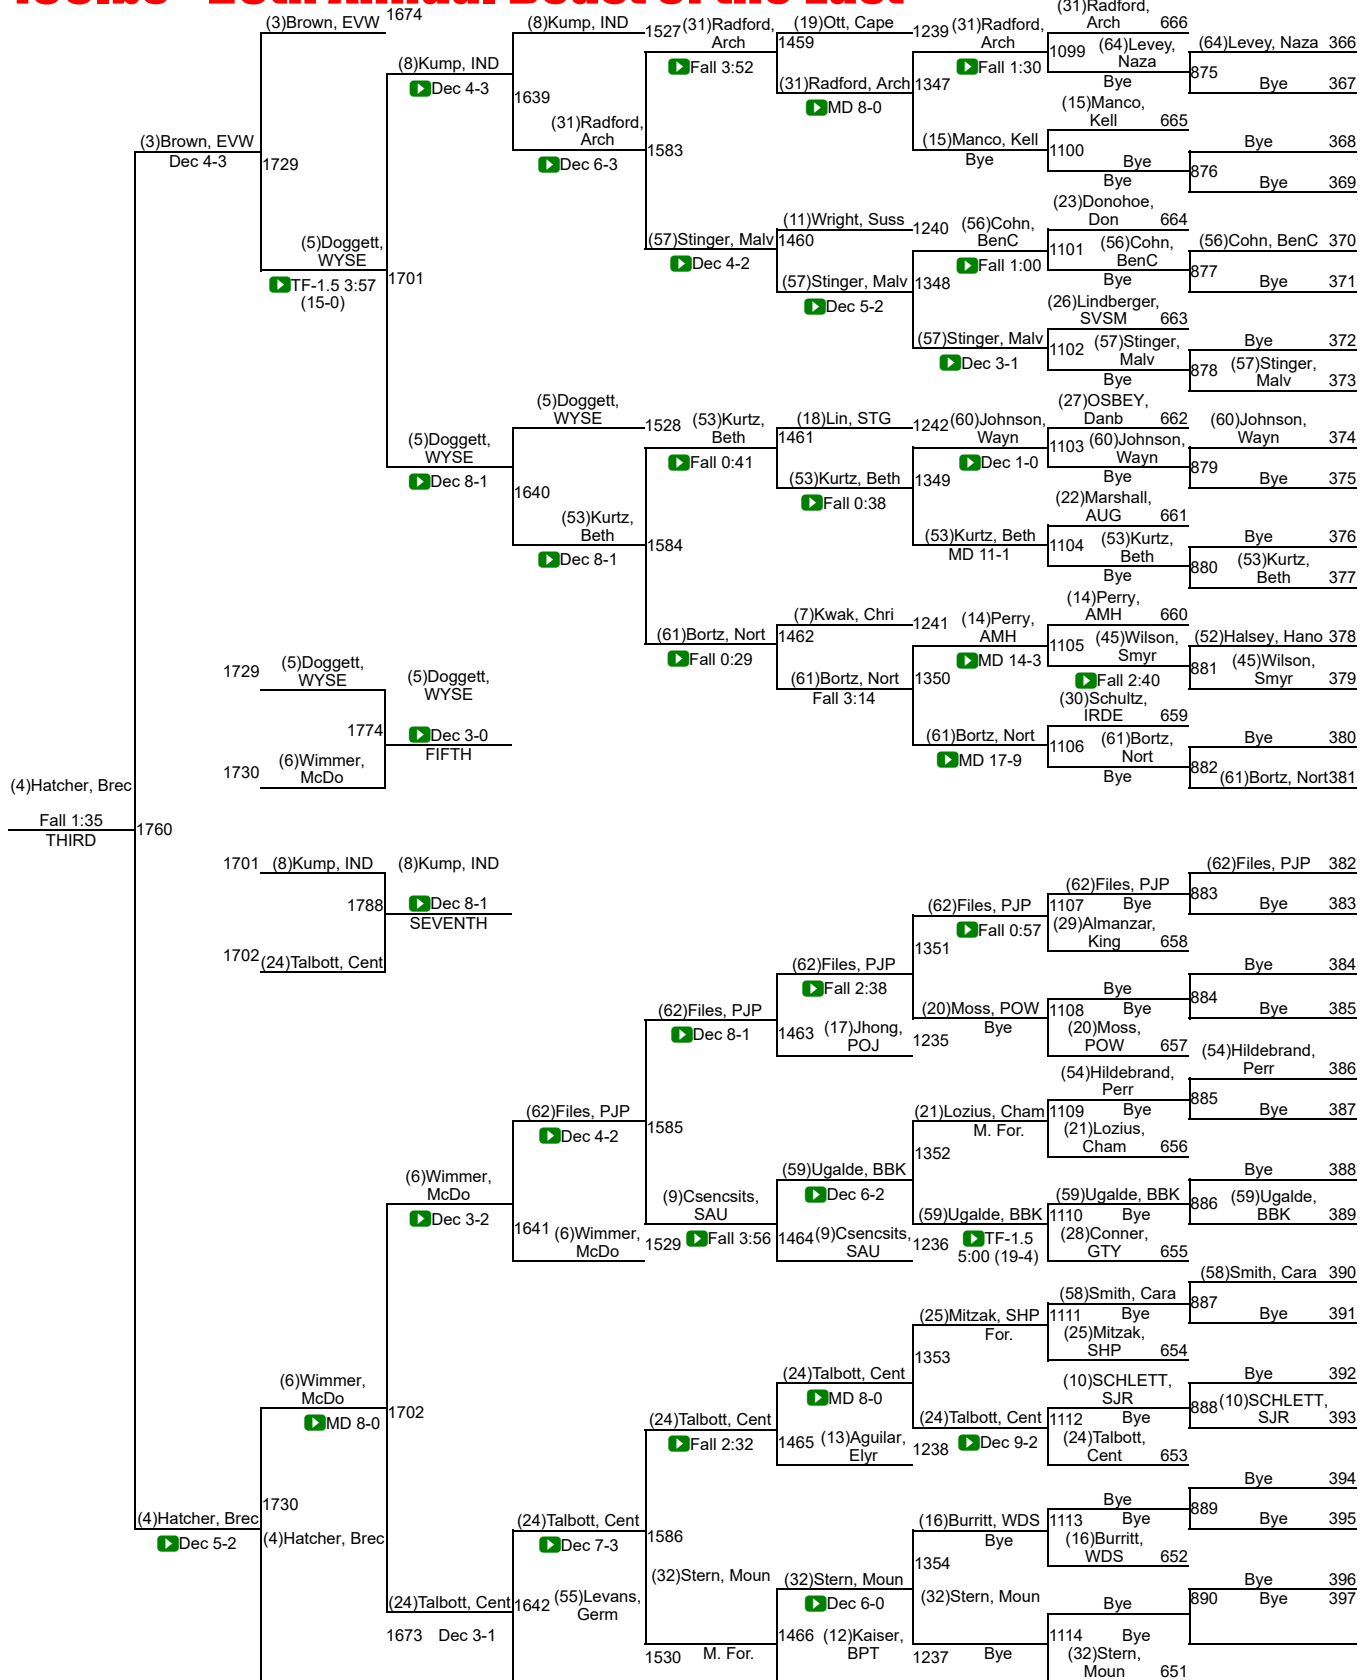 (31)Radford,
Arch 666
(3)Brown, EVW 1674
(8)Kump, IND
1527 (31)Radford,
Arch
(19)Ott, Cape
1239 (31)Radford,
Arch
1459
Fall 3:52
Fall 1:30
1099 (64)Levey,
Naza
Bye
(64)Levey, Naza 366
875
Bye 367
(8)Kump, IND
Dec 4-3
1639
(31)Radford, Arch
MD 8-0
1347
(15)Manco,
Kell 665
(31)Radford,
Arch
Dec 6-3
1583
(15)Manco, Kell
Bye
1100
Bye
Bye
Bye 368
876
Bye 369
(3)Brown, EVW
Dec 4-3
1729
(23)Donohoe,
Don 664
(11)Wright, Suss
1240 (56)Cohn,
BenC
(5)Doggett,
WYSE
TF-1.5 3:57
(15-0)
1701
(57)Stinger, Malv
Dec 4-2
1460
Fall 1:00
1101 (56)Cohn,
BenC
Bye
(56)Cohn, BenC 370
877
Bye 371
(57)Stinger, Malv
Dec 5-2
1348
(26)Lindberger,
SVSM 663
(57)Stinger, Malv
Dec 3-1
1102 (57)Stinger,
Malv
Bye
Bye 372
878 (57)Stinger,
Malv 373
(5)Doggett,
WYSE
1528 (53)Kurtz,
Beth
(18)Lin, STG
1242 (60)Johnson,
Wayn
(27)OSBEY,
Danb 662
(60)Johnson,
Wayn 374
(5)Doggett,
WYSE
Dec 8-1
Fall 0:41
1461
Dec 1-0
1103 (60)Johnson,
Wayn
Bye
879
Bye 375
1640
(53)Kurtz, Beth
Fall 0:38
1349
(22)Marshall,
AUG 661
(53)Kurtz,
Beth
Dec 8-1
1584
(53)Kurtz, Beth
MD 11-1
1104 (53)Kurtz,
Beth
Bye
Bye 376
880 (53)Kurtz,
Beth 377
(14)Perry,
AMH 660
(7)Kwak, Chri
1241 (14)Perry,
AMH
(61)Bortz, Nort
Fall 0:29
1462
MD 14-3
1105 (45)Wilson,
Smyr
Fall 2:40
(52)Halsey, Hano 378
881 (45)Wilson,
Smyr 379
1729 (5)Doggett,
WYSE
(5)Doggett,
WYSE
(61)Bortz, Nort
Fall 3:14
1350
(30)Schultz,
IRDE 659
1774
Dec 3-0
FIFTH
(61)Bortz, Nort
MD 17-9
1106 (61)Bortz,
Nort
Bye
Bye 380
882
(61)Bortz, Nort 381
1730 (6)Wimmer,
McDo
(4)Hatcher, Brec
Fall 1:35
THIRD
1760
1701 (8)Kump, IND
(8)Kump, IND
1788
Dec 8-1
SEVENTH
1702 (24)Talbott, Cent
(62)Files, PJP 382
883
Bye 383
(62)Files, PJP
1107 Bye
(29)Almanzar,
King 658
(62)Files, PJP
Fall 0:57
1351
(62)Files, PJP
Fall 2:38
Bye 384
884
Bye 385
Bye
1108 Bye
(20)Moss,
POW 657
(20)Moss, POW
Bye
(62)Files, PJP
Dec 8-1
1463 (17)Jhong,
POJ
1235
(54)Hildebrand,
Perr 386
885
Bye 387
(54)Hildebrand,
Perr
1109 Bye
(21)Lozius,
Cham 656
(62)Files, PJP
Dec 4-2
1585
(21)Lozius, Cham
M. For.
1352
Bye 388
886 (59)Ugalde,
BBK 389
(6)Wimmer,
McDo
Dec 3-2
(9)Csencsits,
SAU
Fall 3:56
(59)Ugalde, BBK
Dec 6-2
(59)Ugalde, BBK
TF-1.5
5:00 (19-4)
(59)Ugalde, BBK
1110 Bye
(28)Conner,
GTY 655
1641 (6)Wimmer,
McDo
1529
1464 (9)Csencsits,
SAU
1236
(58)Smith, Cara 390
887
Bye 391
(58)Smith, Cara
1111 Bye
(25)Mitzak,
SHP 654
(25)Mitzak, SHP
For.
1353
(6)Wimmer,
McDo
MD 8-0
1702
(24)Talbott, Cent
MD 8-0
(10)SCHLETT,
SJR
1112 Bye
(24)Talbott,
Cent 653
Bye 392
888 (10)SCHLETT,
SJR 393
(24)Talbott, Cent
Fall 2:32
1465 (13)Aguilar,
Elyr
1238
(24)Talbott, Cent
Dec 9-2
Bye 394
889
Bye 395
1730
(4)Hatcher, Brec
Dec 5-2
(4)Hatcher, Brec
(24)Talbott, Cent
Dec 7-3
1586
(16)Burritt, WDS
Bye
1354
Bye
1113 Bye
(16)Burritt,
WDS 652
(32)Stern, Moun
(32)Stern, Moun
Dec 6-0
(32)Stern, Moun
Bye 396
890 Bye 397
(24)Talbott, Cent
1673 Dec 3-1
1642 (55)Levans,
Germ
1530 M. For.
1466 (12)Kaiser,
BPT
1237 Bye
Bye
1114 Bye
(32)Stern,
Moun 651